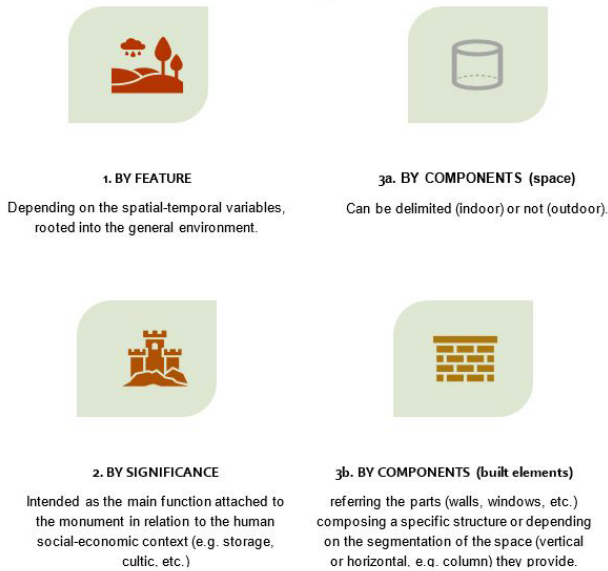 1. BY FEATURE
Depending on the spatial-temporal variables,
rooted into the general environment.
3a. BY COMPONENTS (space)
Can be delimited (indoor) or not (outdoor).
2. BY SIGNIFICANCE
Intended as the main function attached to
the monument in relation to the human
social-economic context (e.g. storage,
cultic, etc.)
3b. BY COMPONENTS (built elements)
referring the parts (walls, windows, etc.)
composing a specific structure or depending
on the segmentation of the space (vertical
or horizontal, e.g. column) they provide.